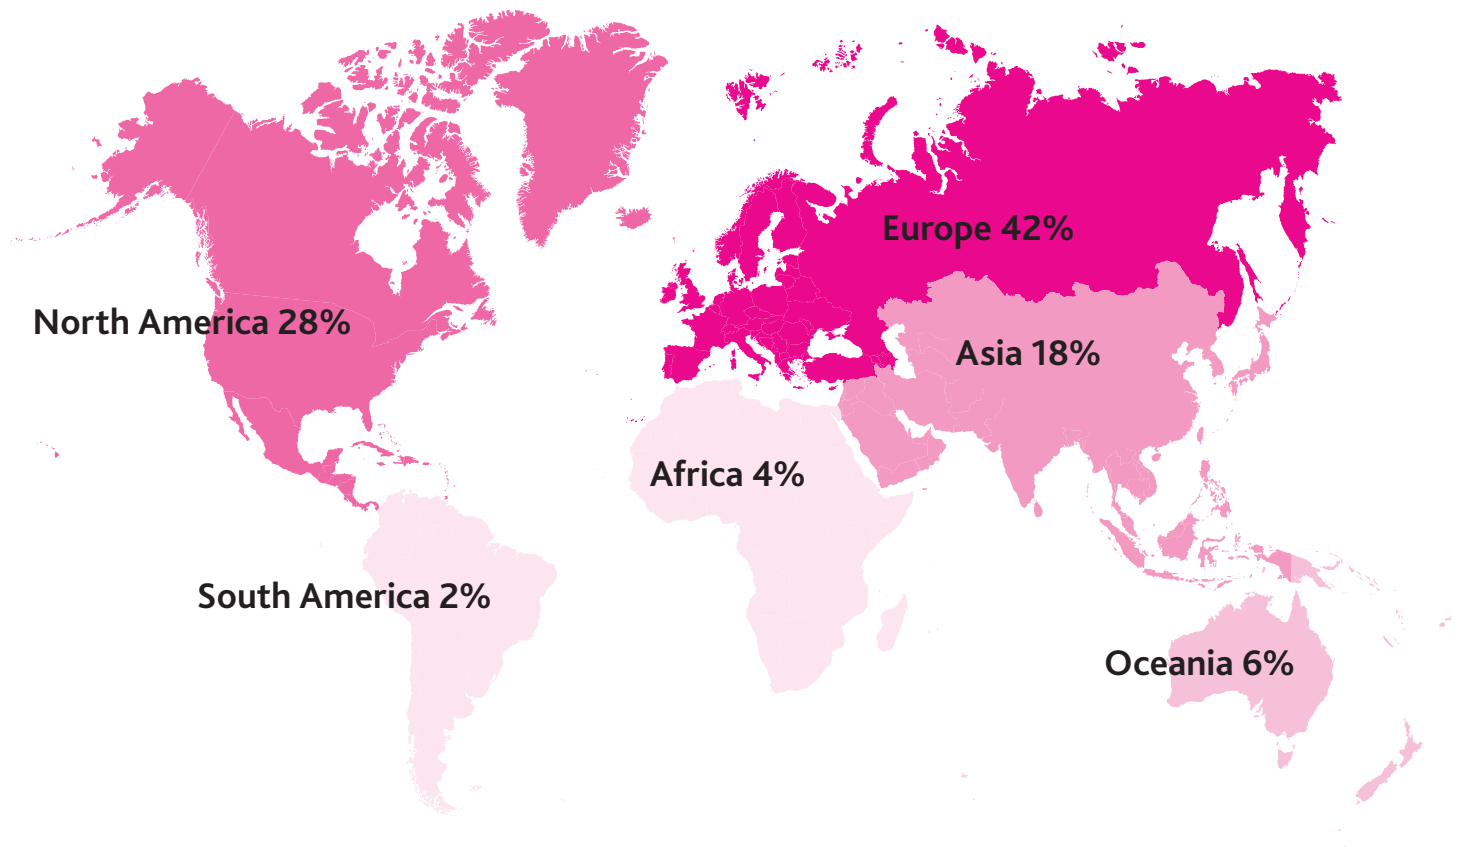 Europe 42%
North America 28%
Asia 18%
Africa 4%
South America 2%
Oceania 6%